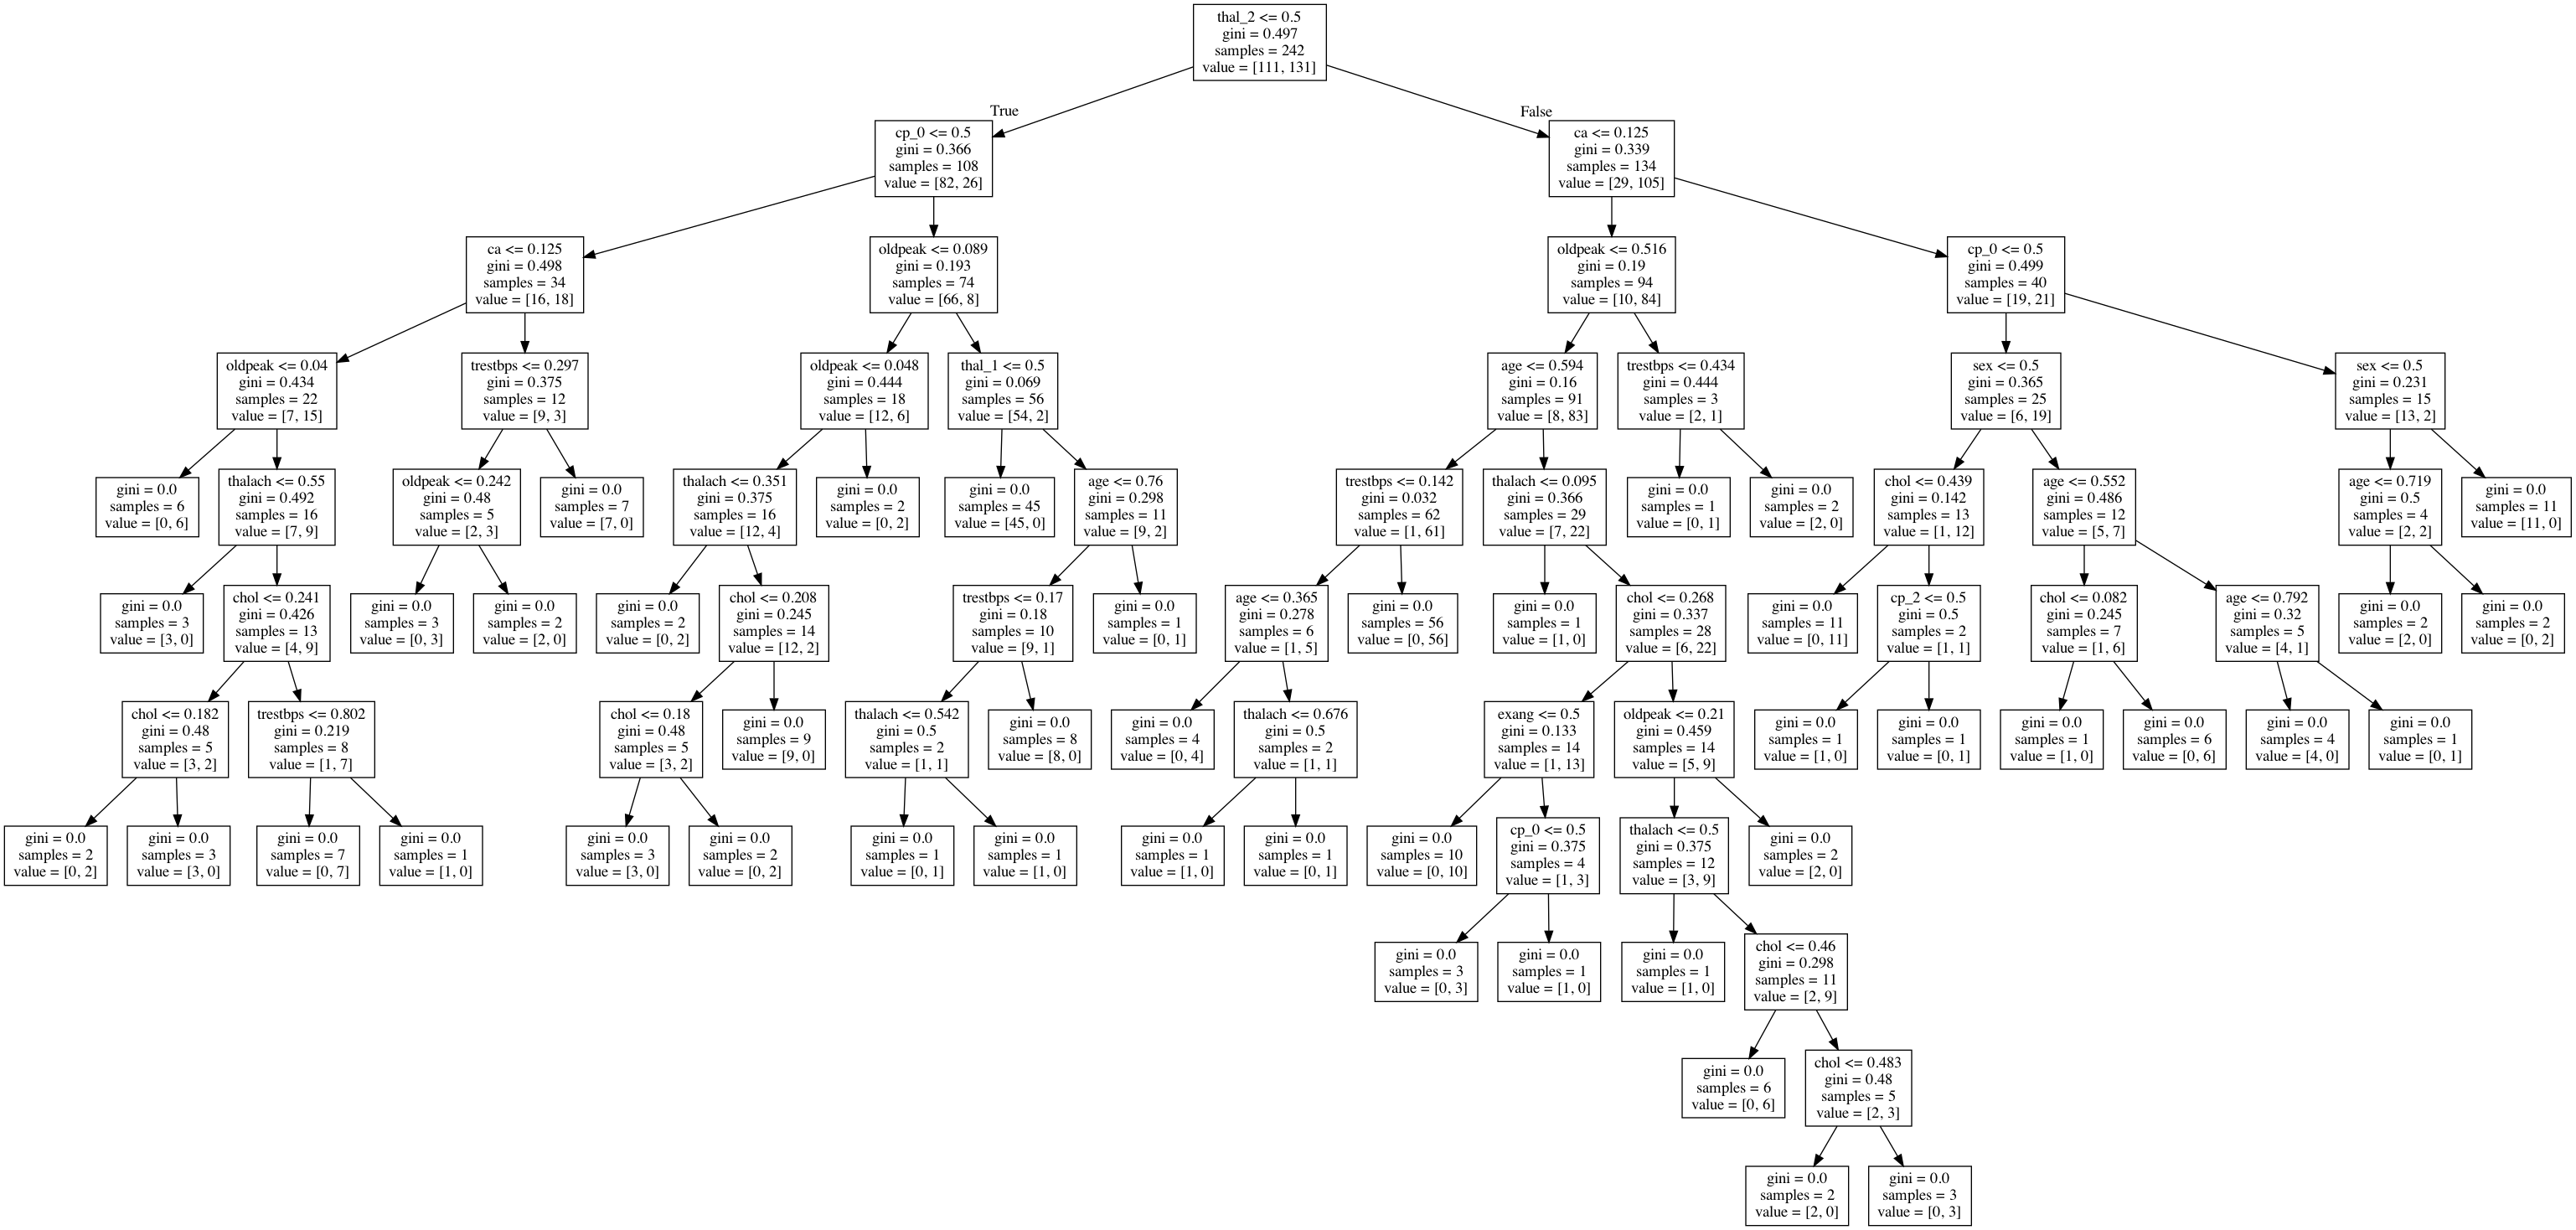 thal_2 <= 0.5
gini = 0.497
samples = 242
value = [111, 131]
True
False
cp_0 <= 0.5
gini = 0.366
samples = 108
value = [82, 26]
ca <= 0.125
gini = 0.339
samples = 134
value = [29, 105]
ca <= 0.125
gini = 0.498
samples = 34
value = [16, 18]
oldpeak <= 0.089
gini = 0.193
samples = 74
value = [66, 8]
oldpeak <= 0.516
gini = 0.19
samples = 94
value = [10, 84]
cp_0 <= 0.5
gini = 0.499
samples = 40
value = [19, 21]
oldpeak <= 0.04
gini = 0.434
samples = 22
value = [7, 15]
trestbps <= 0.297
gini = 0.375
samples = 12
value = [9, 3]
oldpeak <= 0.048
gini = 0.444
samples = 18
value = [12, 6]
thal_1 <= 0.5
gini = 0.069
samples = 56
value = [54, 2]
age <= 0.594
gini = 0.16
samples = 91
value = [8, 83]
trestbps <= 0.434
gini = 0.444
samples = 3
value = [2, 1]
sex <= 0.5
gini = 0.365
samples = 25
value = [6, 19]
sex <= 0.5
gini = 0.231
samples = 15
value = [13, 2]
gini = 0.0
samples = 6
value = [0, 6]
thalach <= 0.55
gini = 0.492
samples = 16
value = [7, 9]
oldpeak <= 0.242
gini = 0.48
samples = 5
value = [2, 3]
gini = 0.0
samples = 7
value = [7, 0]
thalach <= 0.351
gini = 0.375
samples = 16
value = [12, 4]
gini = 0.0
samples = 2
value = [0, 2]
gini = 0.0
samples = 45
value = [45, 0]
age <= 0.76
gini = 0.298
samples = 11
value = [9, 2]
trestbps <= 0.142
gini = 0.032
samples = 62
value = [1, 61]
thalach <= 0.095
gini = 0.366
samples = 29
value = [7, 22]
gini = 0.0
samples = 1
value = [0, 1]
gini = 0.0
samples = 2
value = [2, 0]
chol <= 0.439
gini = 0.142
samples = 13
value = [1, 12]
age <= 0.552
gini = 0.486
samples = 12
value = [5, 7]
age <= 0.719
gini = 0.5
samples = 4
value = [2, 2]
gini = 0.0
samples = 11
value = [11, 0]
gini = 0.0
samples = 3
value = [3, 0]
chol <= 0.241
gini = 0.426
samples = 13
value = [4, 9]
gini = 0.0
samples = 3
value = [0, 3]
gini = 0.0
samples = 2
value = [2, 0]
gini = 0.0
samples = 2
value = [0, 2]
chol <= 0.208
gini = 0.245
samples = 14
value = [12, 2]
trestbps <= 0.17
gini = 0.18
samples = 10
value = [9, 1]
gini = 0.0
samples = 1
value = [0, 1]
age <= 0.365
gini = 0.278
samples = 6
value = [1, 5]
gini = 0.0
samples = 56
value = [0, 56]
gini = 0.0
samples = 1
value = [1, 0]
chol <= 0.268
gini = 0.337
samples = 28
value = [6, 22]
gini = 0.0
samples = 11
value = [0, 11]
cp_2 <= 0.5
gini = 0.5
samples = 2
value = [1, 1]
chol <= 0.082
gini = 0.245
samples = 7
value = [1, 6]
age <= 0.792
gini = 0.32
samples = 5
value = [4, 1]
gini = 0.0
samples = 2
value = [2, 0]
gini = 0.0
samples = 2
value = [0, 2]
chol <= 0.182
gini = 0.48
samples = 5
value = [3, 2]
trestbps <= 0.802
gini = 0.219
samples = 8
value = [1, 7]
chol <= 0.18
gini = 0.48
samples = 5
value = [3, 2]
gini = 0.0
samples = 9
value = [9, 0]
thalach <= 0.542
gini = 0.5
samples = 2
value = [1, 1]
gini = 0.0
samples = 8
value = [8, 0]
gini = 0.0
samples = 4
value = [0, 4]
thalach <= 0.676
gini = 0.5
samples = 2
value = [1, 1]
exang <= 0.5
gini = 0.133
samples = 14
value = [1, 13]
oldpeak <= 0.21
gini = 0.459
samples = 14
value = [5, 9]
gini = 0.0
samples = 1
value = [1, 0]
gini = 0.0
samples = 1
value = [0, 1]
gini = 0.0
samples = 1
value = [1, 0]
gini = 0.0
samples = 6
value = [0, 6]
gini = 0.0
samples = 4
value = [4, 0]
gini = 0.0
samples = 1
value = [0, 1]
gini = 0.0
samples = 2
value = [0, 2]
gini = 0.0
samples = 3
value = [3, 0]
gini = 0.0
samples = 7
value = [0, 7]
gini = 0.0
samples = 1
value = [1, 0]
gini = 0.0
samples = 3
value = [3, 0]
gini = 0.0
samples = 2
value = [0, 2]
gini = 0.0
samples = 1
value = [0, 1]
gini = 0.0
samples = 1
value = [1, 0]
gini = 0.0
samples = 1
value = [1, 0]
gini = 0.0
samples = 1
value = [0, 1]
gini = 0.0
samples = 10
value = [0, 10]
cp_0 <= 0.5
gini = 0.375
samples = 4
value = [1, 3]
thalach <= 0.5
gini = 0.375
samples = 12
value = [3, 9]
gini = 0.0
samples = 2
value = [2, 0]
gini = 0.0
samples = 3
value = [0, 3]
gini = 0.0
samples = 1
value = [1, 0]
gini = 0.0
samples = 1
value = [1, 0]
chol <= 0.46
gini = 0.298
samples = 11
value = [2, 9]
gini = 0.0
samples = 6
value = [0, 6]
chol <= 0.483
gini = 0.48
samples = 5
value = [2, 3]
gini = 0.0
samples = 2
value = [2, 0]
gini = 0.0
samples = 3
value = [0, 3]